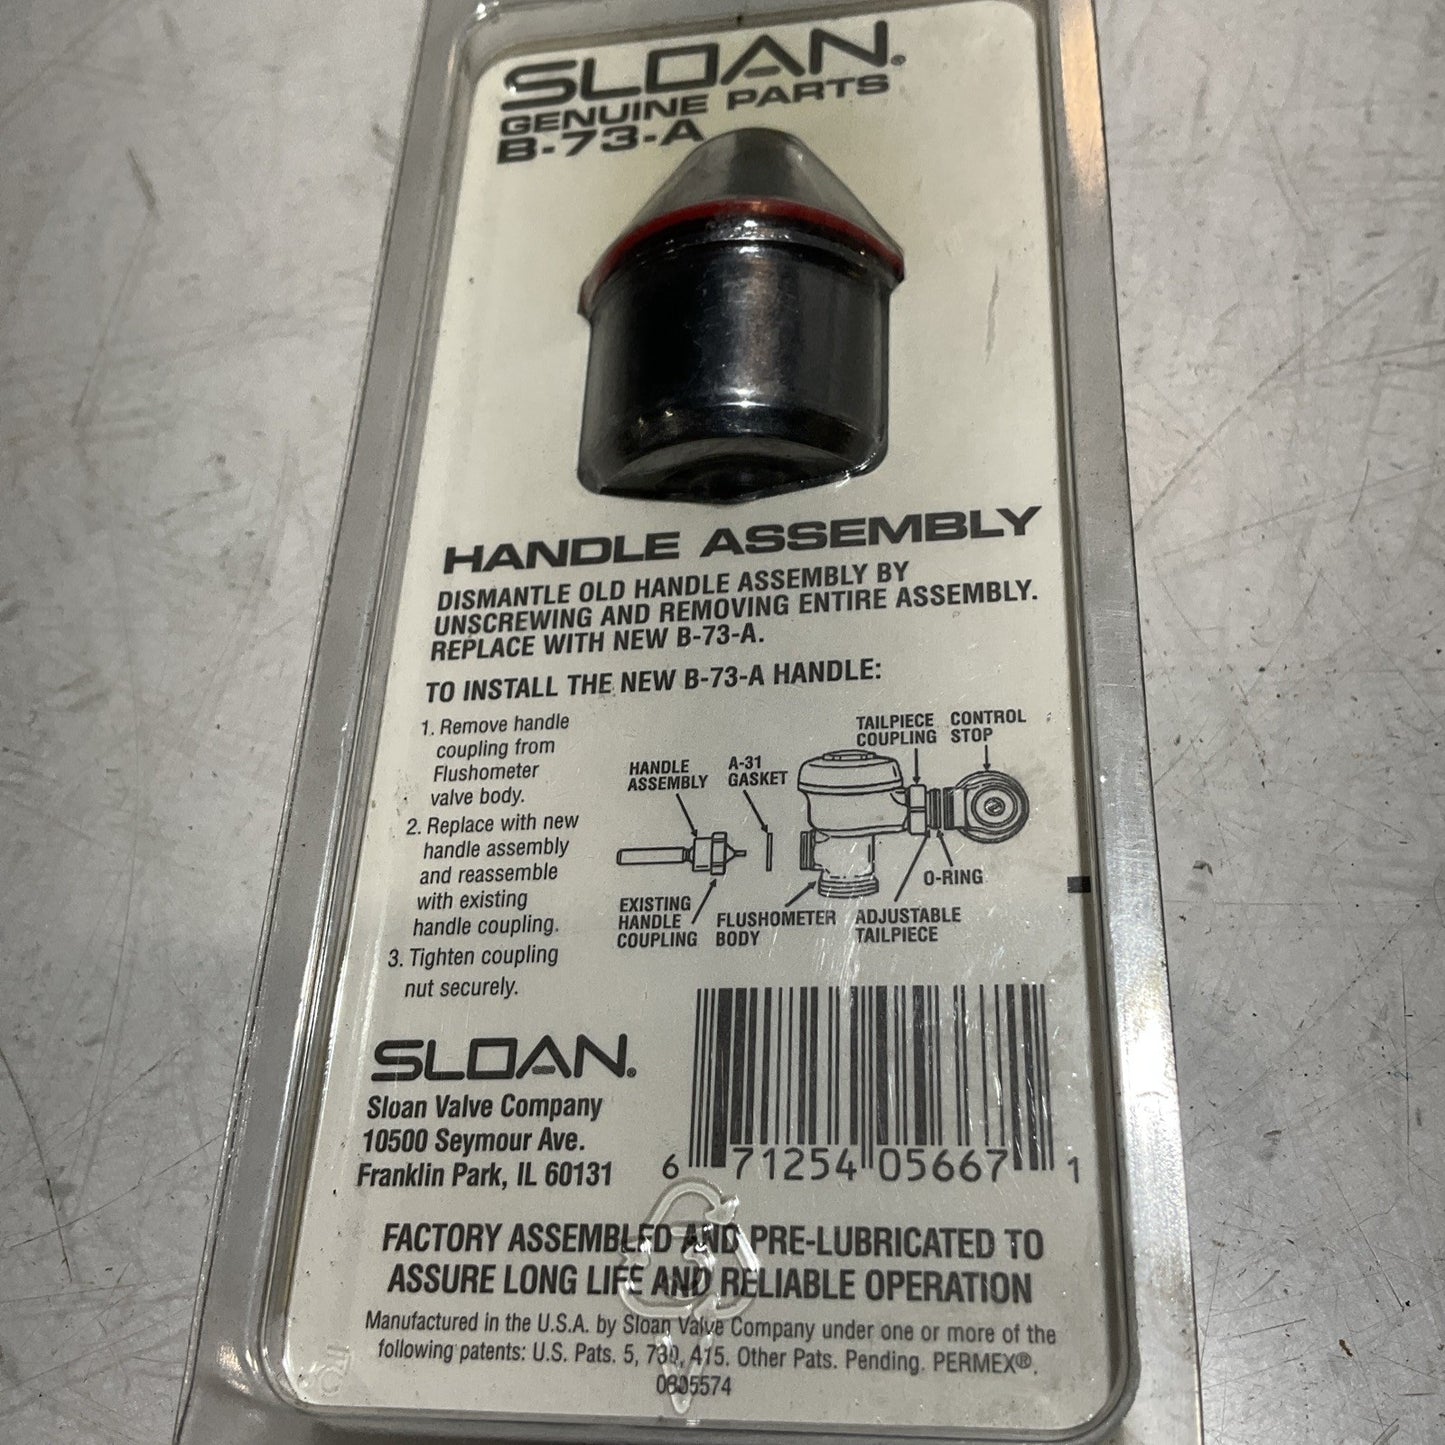 SLOAN®
GENUINE PARTS
B-73-A
HANDLE ASSEMBLY
DISMANTLE OLD HANDLE ASSEMBLY BY
UNSCREWING AND REMOVING ENTIRE ASSEMBLY.
REPLACE WITH NEW B-73-A.
TO INSTALL THE NEW B-73-A HANDLE:
1. Remove handle
coupling from
Flushometer
valve body.
2. Replace with new
handle assembly
and reassemble
with existing
handle coupling.
3. Tighten coupling
nut securely.
HANDLE
ASSEMBLY
A-31
GASKET
TAILPIECE
COUPLING
CONTROL
STOP
EXISTING
HANDLE
COUPLING
FLUSHOMETER
BODY
ADJUSTABLE
TAILPIECE
O-RING
SLOAN®
Sloan Valve Company
10500 Seymour Ave.
Franklin Park, IL 60131
6 71254 05667 1
FACTORY ASSEMBLED AND PRE-LUBRICATED TO
ASSURE LONG LIFE AND RELIABLE OPERATION
Manufactured in the U.S.A. by Sloan Valve Company under one or more of the
following patents: U.S. Pats. 5, 730, 415. Other Pats. Pending. PERMEX®.